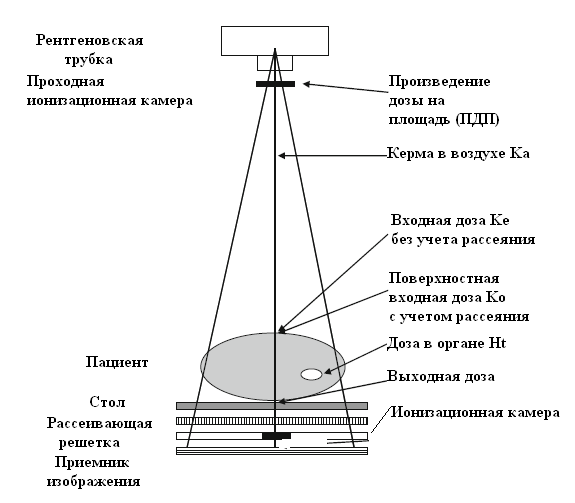 Рентгеновская
трубка
Проходная
ионизационная камера
Произведение
дозы на
площадь (ПДП)
Керма в воздухе Ка
Входная доза Ке
без учета рассеяния
Поверхностная
входная доза Ко
с учетом рассеяния
Доза в органе Ht
Выходная доза
Ионизационная камера
Пациент
Стол
Рассеивающая
решетка
Приемник
изображения